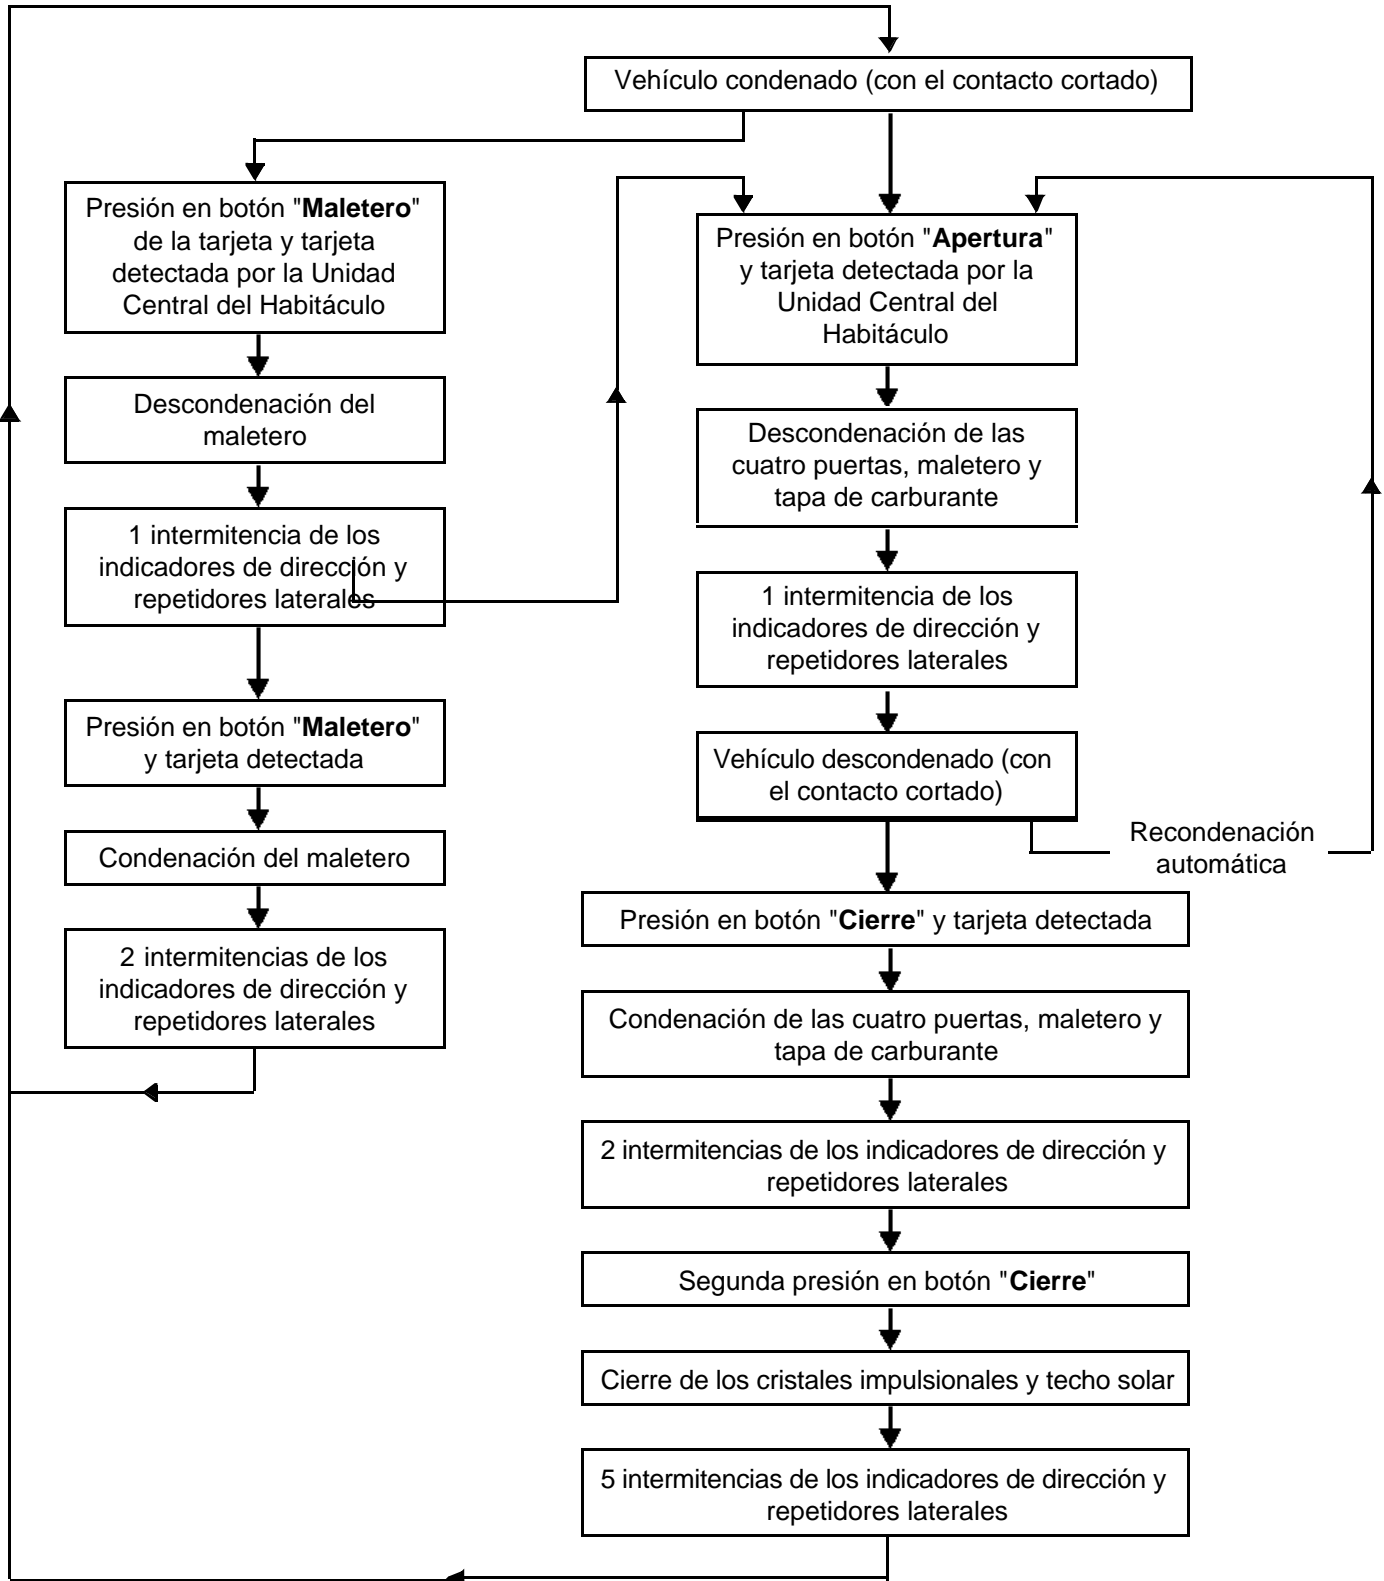 Vehículo condenado (con el contacto cortado)
Presión en botón "Maletero"
de la tarjeta y tarjeta
detectada por la Unidad
Central del Habitáculo
Descondenación del
maletero
1 intermitencia de los
indicadores de dirección y
repetidores laterales
Presión en botón "Maletero"
y tarjeta detectada
Condenación del maletero
2 intermitencias de los
indicadores de dirección y
repetidores laterales
Presión en botón "Apertura"
y tarjeta detectada por la
Unidad Central del
Habitáculo
Descondenación de las
cuatro puertas, maletero y
tapa de carburante
1 intermitencia de los
indicadores de dirección y
repetidores laterales
Vehículo descondenado (con
el contacto cortado)
Recondenación
automática
Presión en botón "Cierre" y tarjeta detectada
Condenación de las cuatro puertas, maletero y
tapa de carburante
2 intermitencias de los indicadores de dirección y
repetidores laterales
Segunda presión en botón "Cierre"
Cierre de los cristales impulsionales y techo solar
5 intermitencias de los indicadores de dirección y
repetidores laterales